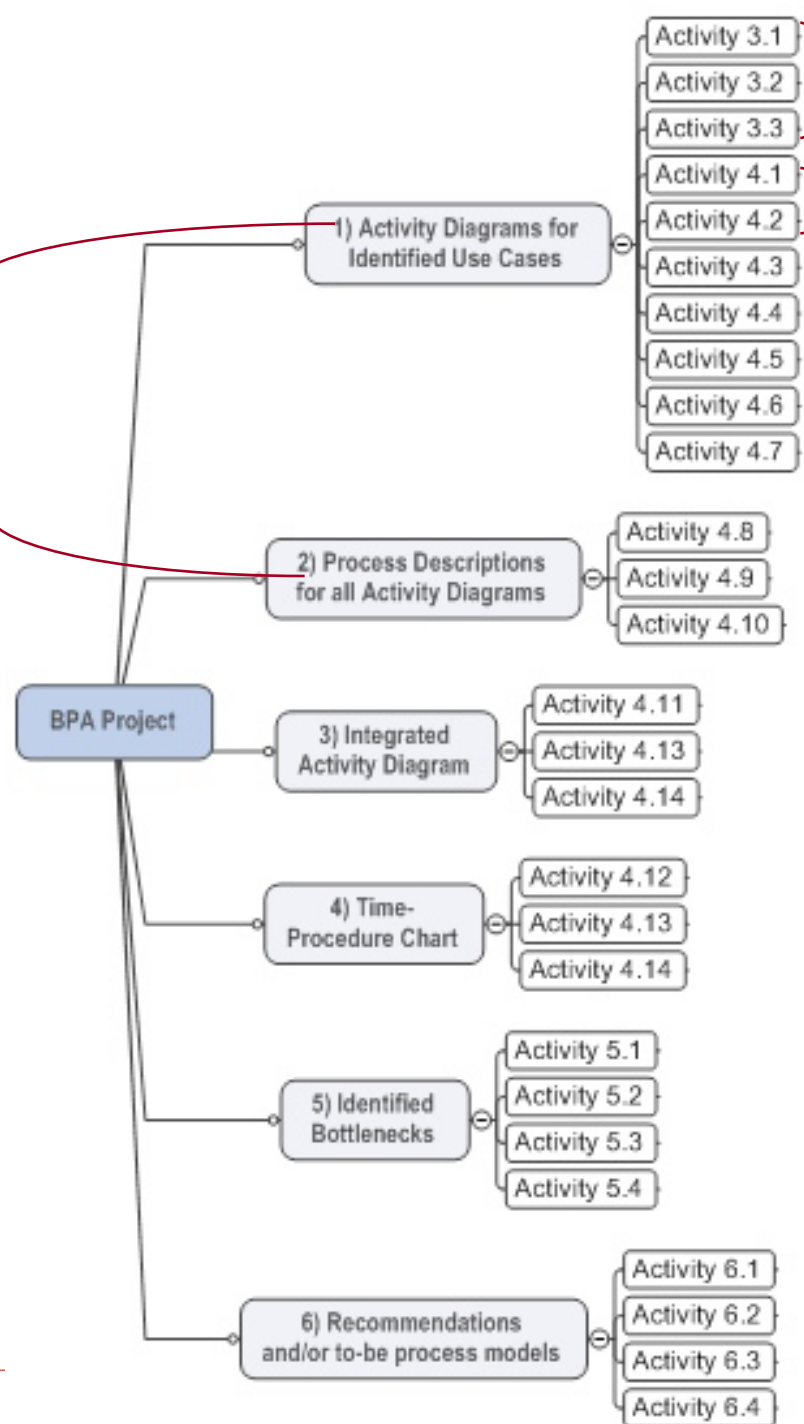 BPA Project
1) Activity Diagrams for
Identified Use Cases
Activity 3.1
Activity 3.2
Activity 3.3
Activity 4.1
Activity 4.2
Activity 4.3
Activity 4.4
Activity 4.5
Activity 4.6
Activity 4.7
2) Process Descriptions
for all Activity Diagrams
Activity 4.8
Activity 4.9
Activity 4.10
3) Integrated
Activity Diagram
Activity 4.11
Activity 4.13
Activity 4.14
4) Time-
Procedure Chart
Activity 4.12
Activity 4.13
Activity 4.14
5) Identified
Bottlenecks
Activity 5.1
Activity 5.2
Activity 5.3
Activity 5.4
6) Recommendations
and/or to-be process models
Activity 6.1
Activity 6.2
Activity 6.3
Activity 6.4